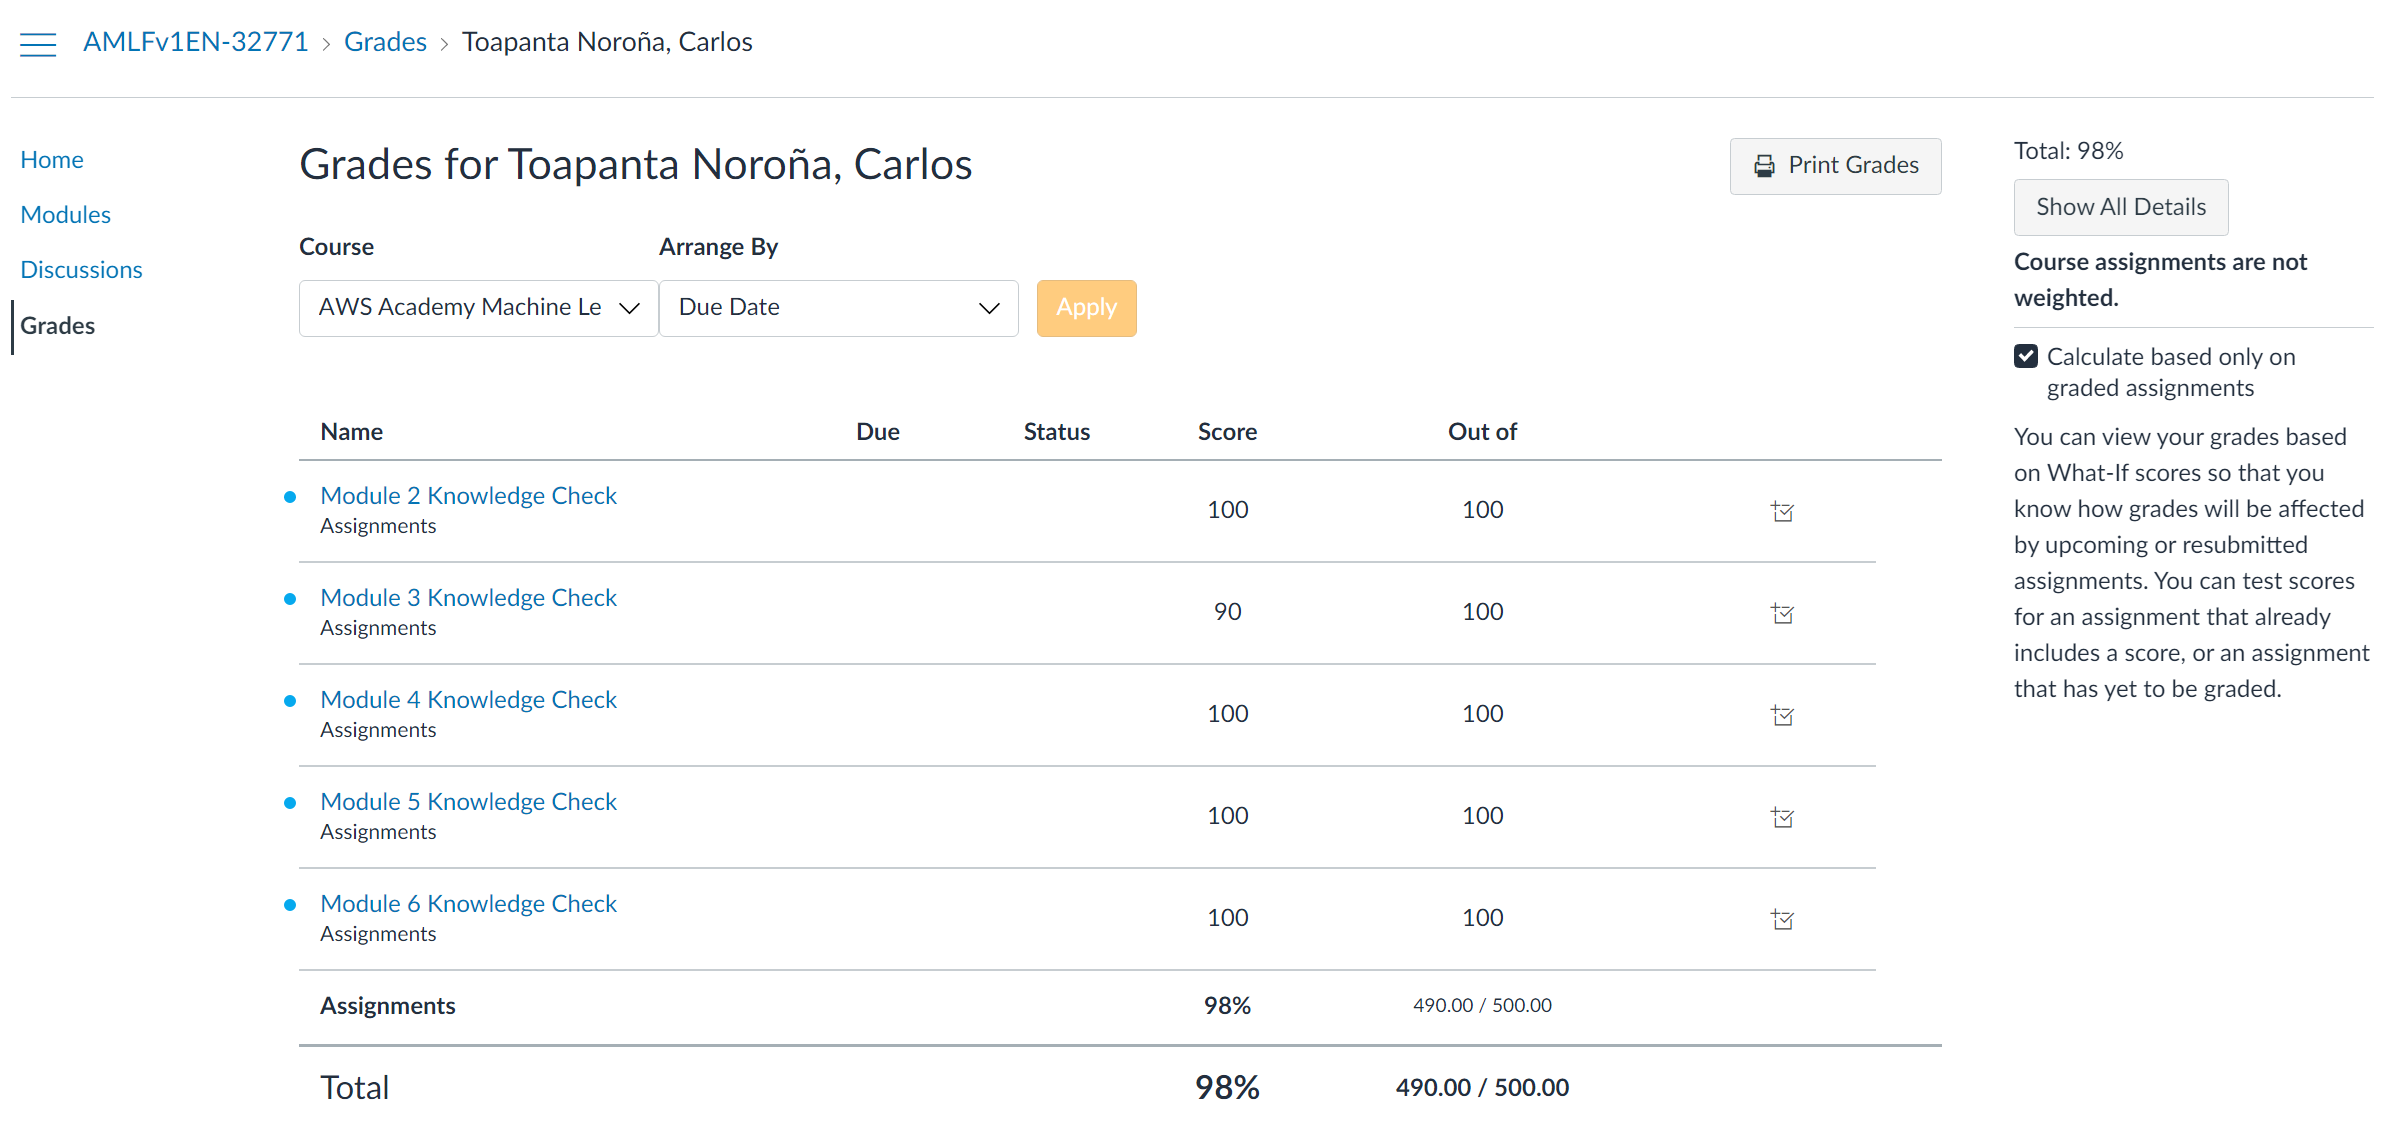 AMLFv1EN-32771 > Grades > Toapanta Noroña, Carlos
Home
Modules
Discussions
Grades
Grades for Toapanta Noroña, Carlos
Print Grades
Course
Arrange By
AWS Academy Machine Le
Due Date
Apply
Name Due Status Score Out of
Module 2 Knowledge Check
Assignments
100 100
Module 3 Knowledge Check
Assignments
90 100
Module 4 Knowledge Check
Assignments
100 100
Module 5 Knowledge Check
Assignments
100 100
Module 6 Knowledge Check
Assignments
100 100
Assignments 98% 490.00 / 500.00
Total 98% 490.00 / 500.00
Total: 98%
Show All Details
Course assignments are not
weighted.
Calculate based only on
graded assignments
You can view your grades based
on What-If scores so that you
know how grades will be affected
by upcoming or resubmitted
assignments. You can test scores
for an assignment that already
includes a score, or an assignment
that has yet to be graded.